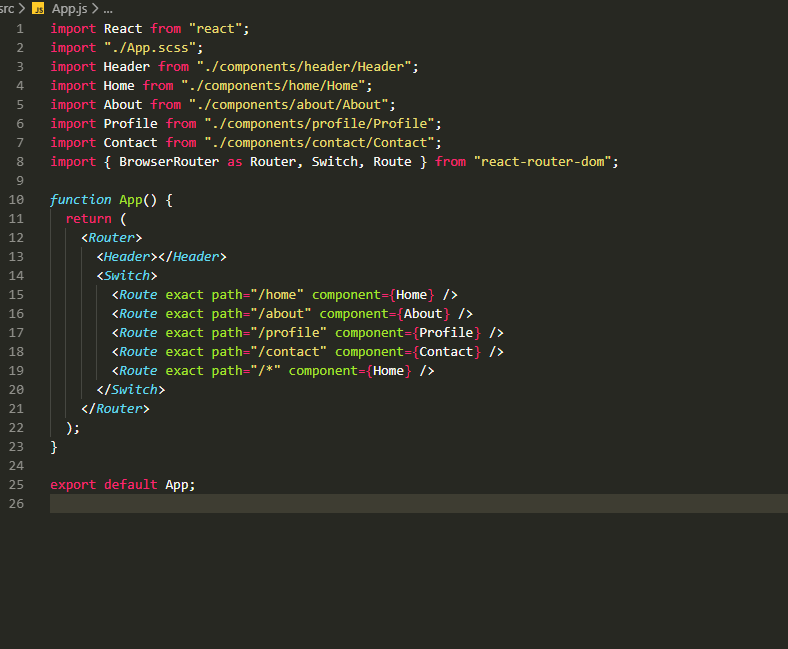 src > JS App.js > ...
1 import React from "react";
2 import "./App.scss";
3 import Header from "./components/header/Header";
4 import Home from "./components/home/Home";
5 import About from "./components/about/About";
6 import Profile from "./components/profile/Profile";
7 import Contact from "./components/contact/Contact";
8 import { BrowserRouter as Router, Switch, Route } from "react-router-dom";
9
10 function App() {
11   return (
12     <Router>
13       <Header></Header>
14       <Switch>
15         <Route exact path="/home" component={Home} />
16         <Route exact path="/about" component={About} />
17         <Route exact path="/profile" component={Profile} />
18         <Route exact path="/contact" component={Contact} />
19         <Route exact path="/*" component={Home} />
20       </Switch>
21     </Router>
22   );
23 }
24
25 export default App;
26